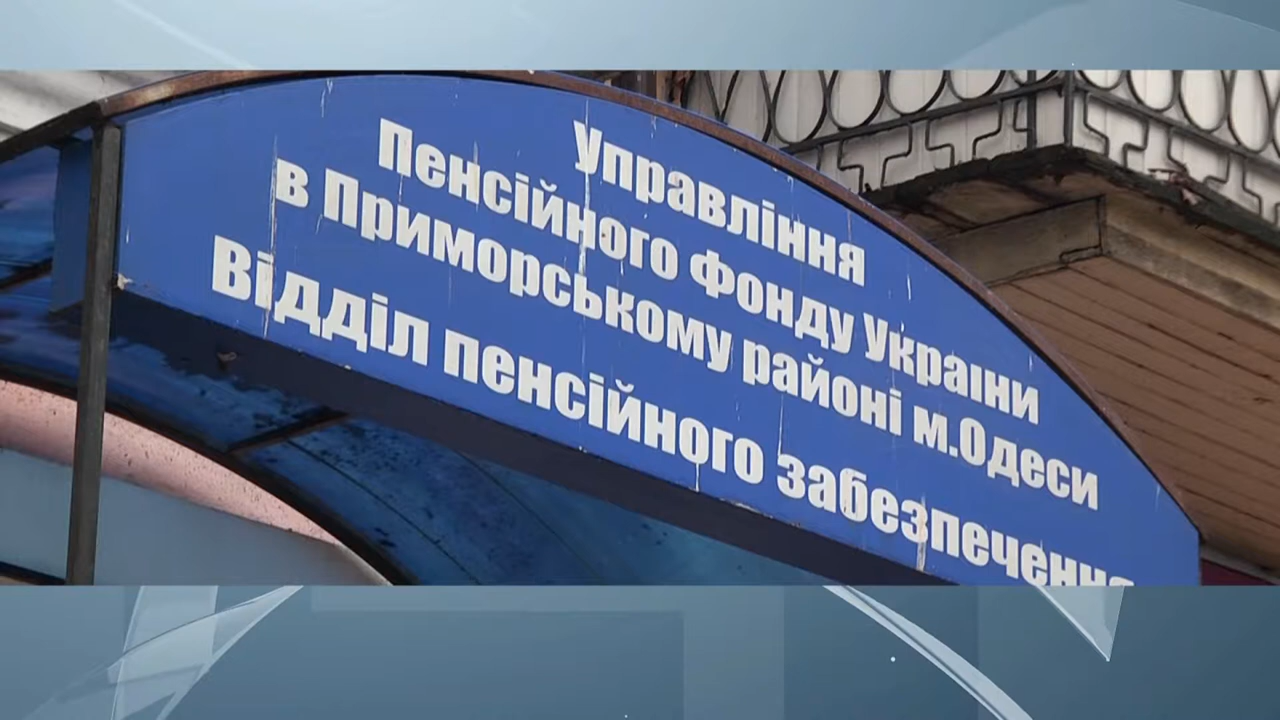 Управління
Пенсійного фонду України
в Приморському районі м.Одеси
Відділ пенсійного забезпечення